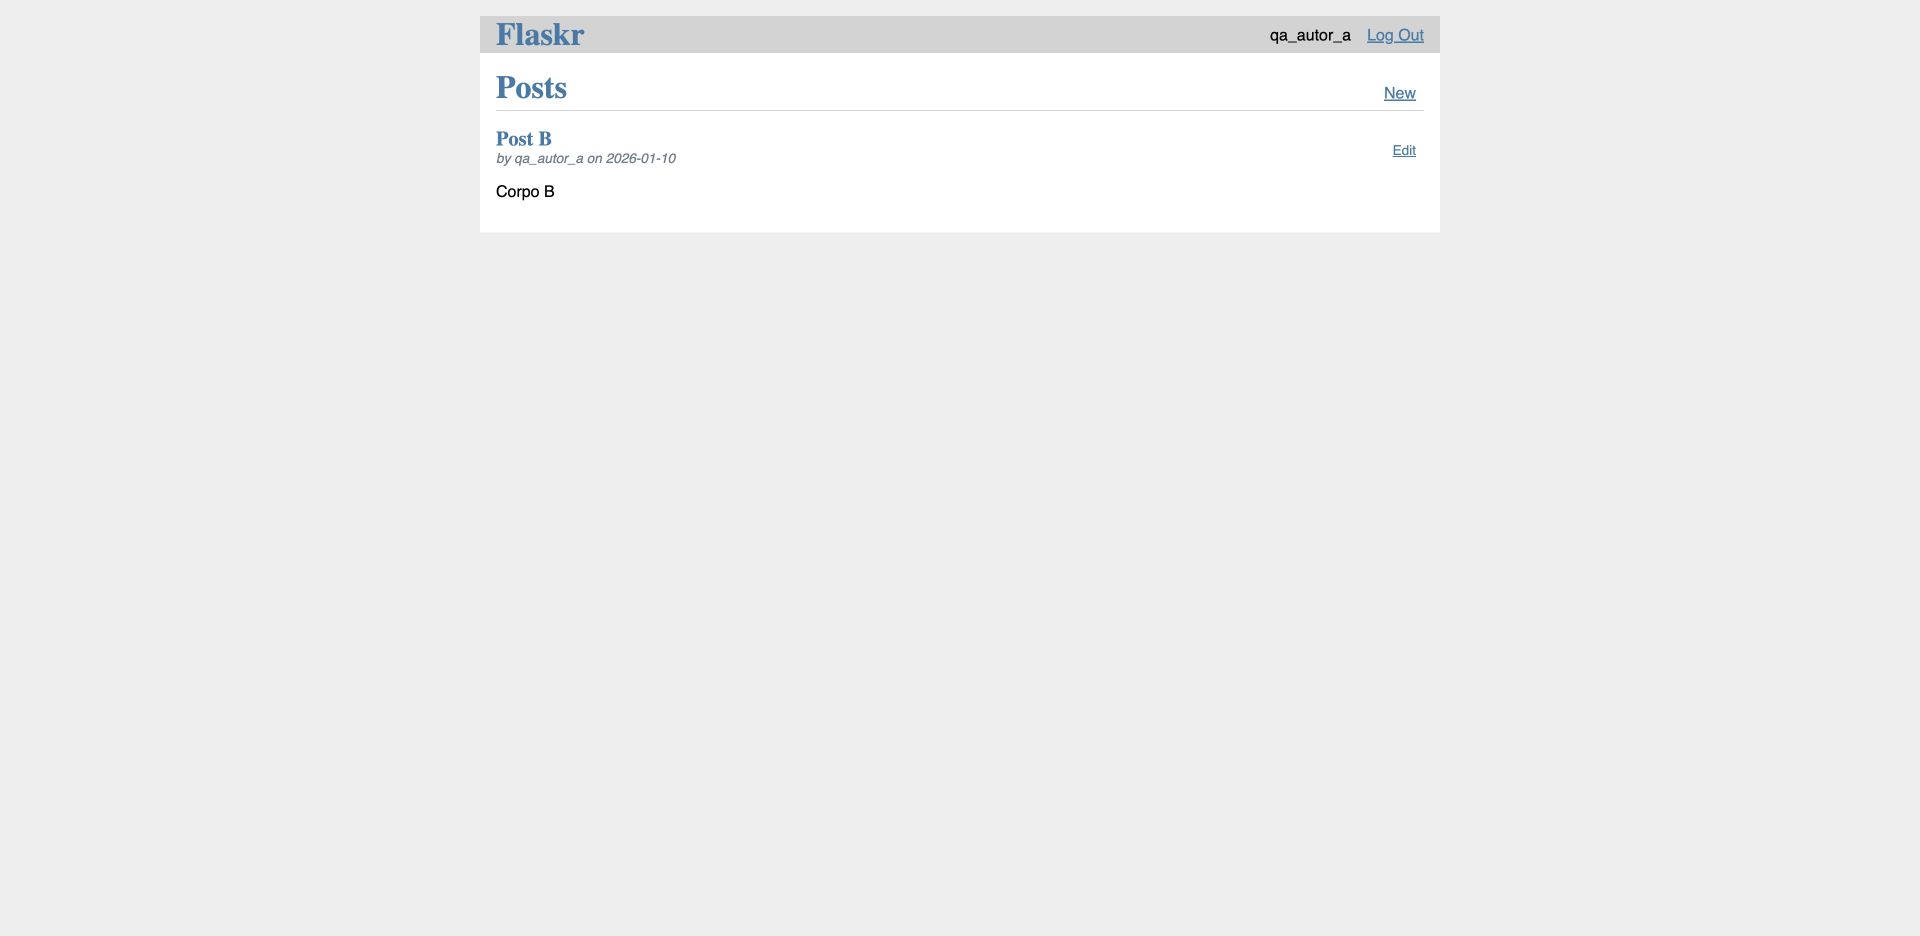 Flaskr qa_autor_a Log Out
Posts New
Post B
by qa_autor_a on 2026-01-10 Edit
Corpo B